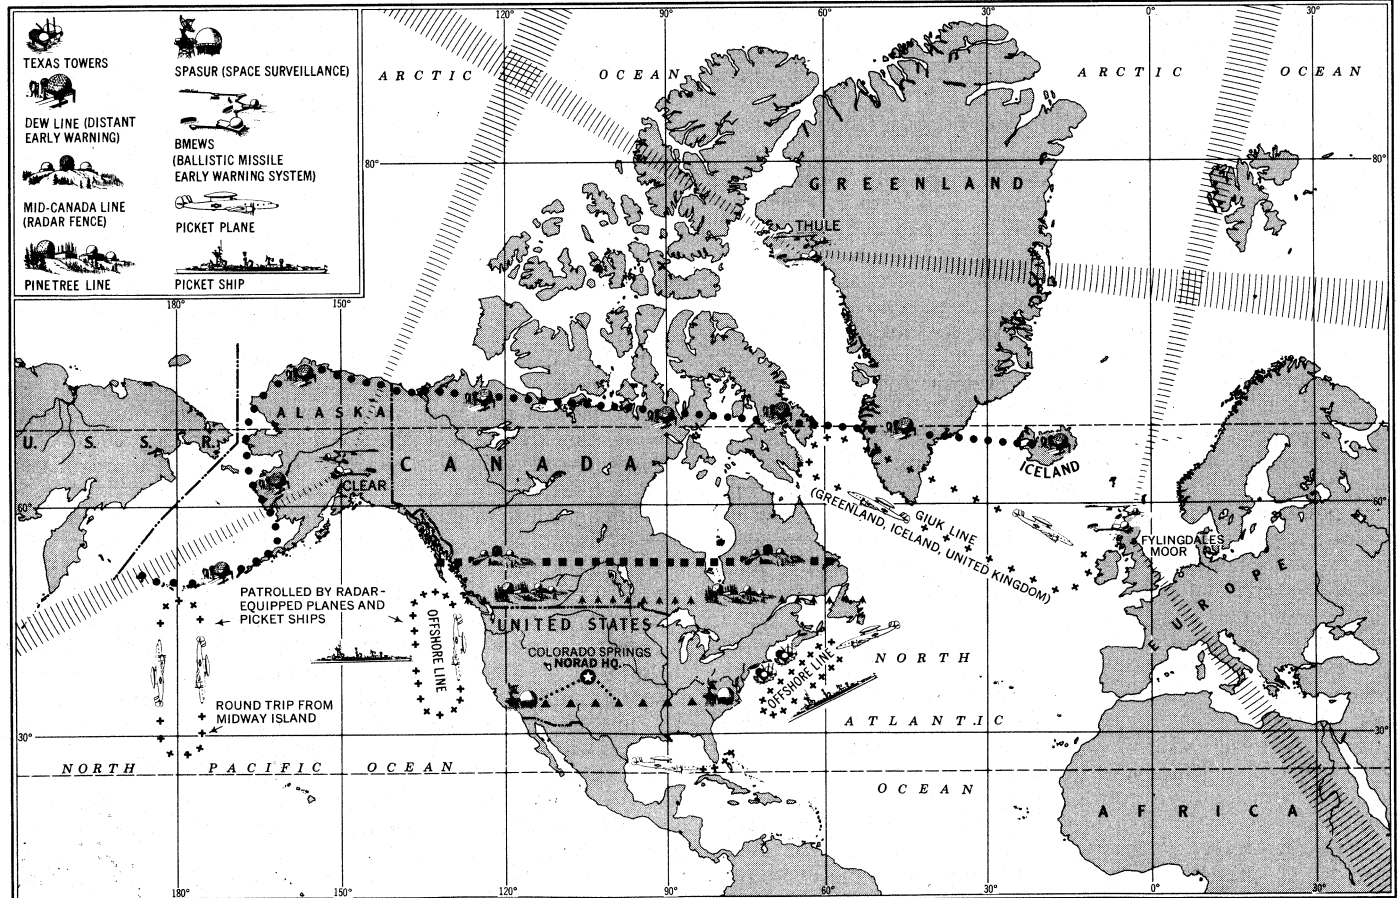 TEXAS TOWERS
DEW LINE (DISTANT
EARLY WARNING)
MID-CANADA LINE
(RADAR FENCE)
PINETREE LINE
SPASUR (SPACE SURVEILLANCE)
BMEWS
(BALLISTIC MISSILE
EARLY WARNING SYSTEM)
PICKET PLANE
PICKET SHIP
120° 90° 60° 30° 0° 30°
ARCTIC OCEAN
ARCTIC OCEAN
80° 80°
GREENLAND
THULE
180° 150°
ALASKA
U. S. S. R.
CANADA
ICELAND
CLEAR
60° 60°
GIUK LINE
(GREENLAND, ICELAND, UNITED KINGDOM)
FYLINGDALES
MOOR
EUROPE
PATROLLED BY RADAR-
EQUIPPED PLANES AND
PICKET SHIPS
OFFSHORE LINE
UNITED STATES
COLORADO SPRINGS
NORAD HQ.
OFFSHORE LINE
NORTH
ATLANTIC
OCEAN
ROUND TRIP FROM
MIDWAY ISLAND
30° 30°
NORTH PACIFIC OCEAN
AFRICA
180° 150° 120° 90° 60° 30° 0° 30°